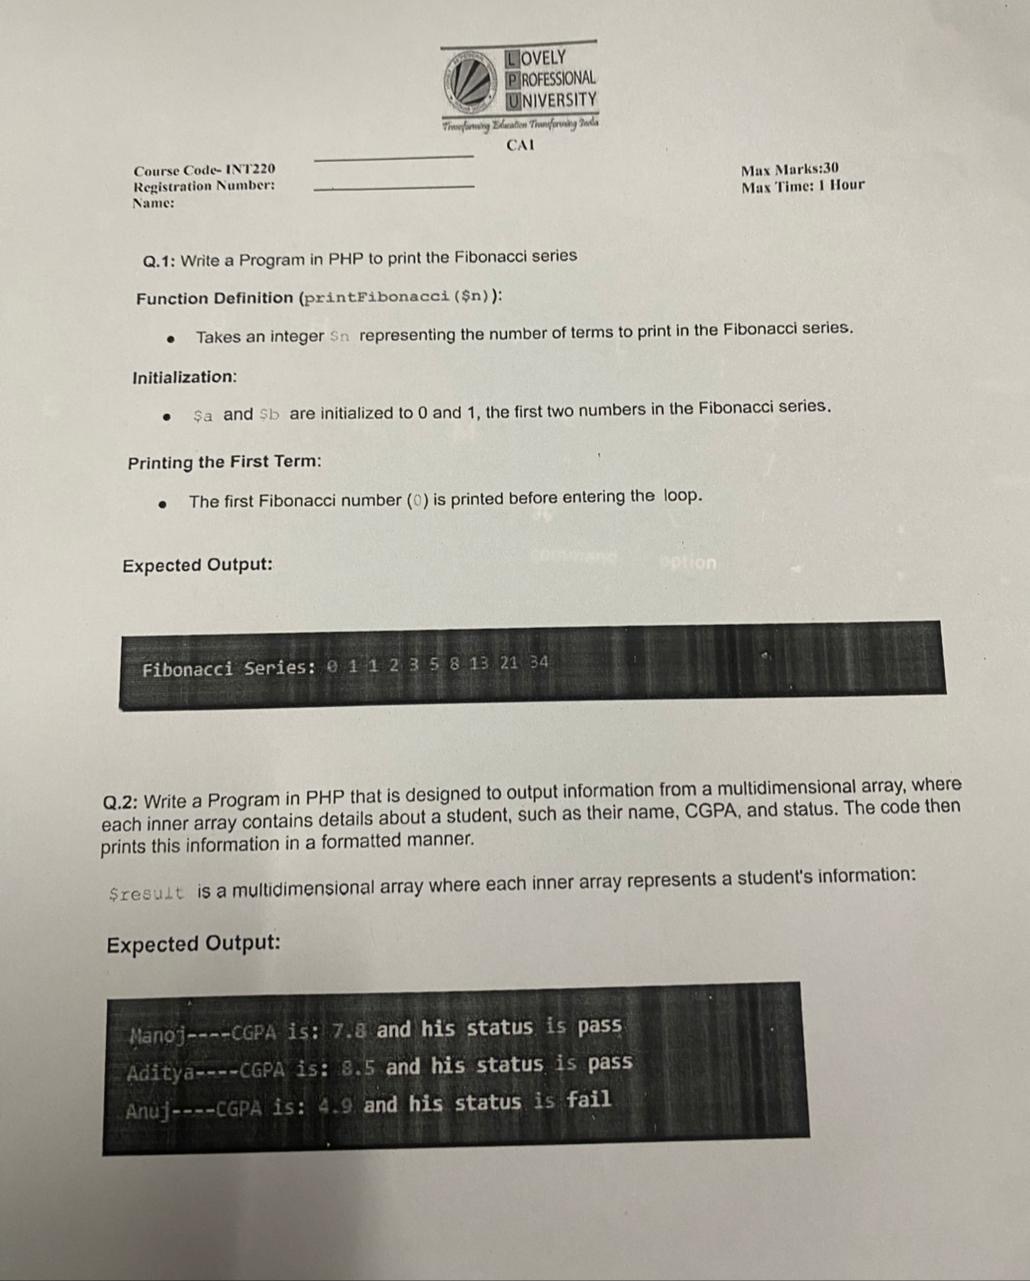 LOVELY
PROFESSIONAL
UNIVERSITY
Transforming Education Transforming India
CA1
Course Code- INT220
Registration Number:
Name:
Max Marks:30
Max Time: 1 Hour
Q.1: Write a Program in PHP to print the Fibonacci series
Function Definition (printFibonacci($n)):
• Takes an integer $n representing the number of terms to print in the Fibonacci series.
Initialization:
• $a and $b are initialized to 0 and 1, the first two numbers in the Fibonacci series.
Printing the First Term:
• The first Fibonacci number (0) is printed before entering the loop.
command option
Expected Output:
Fibonacci Series: 0 1 1 2 3 5 8 13 21 34
Q.2: Write a Program in PHP that is designed to output information from a multidimensional array, where
each inner array contains details about a student, such as their name, CGPA, and status. The code then
prints this information in a formatted manner.
$result is a multidimensional array where each inner array represents a student's information:
Expected Output:
Manoj----CGPA is: 7.8 and his status is pass
Aditya----CGPA is: 8.5 and his status is pass
Anuj----CGPA is: 4.9 and his status is fail